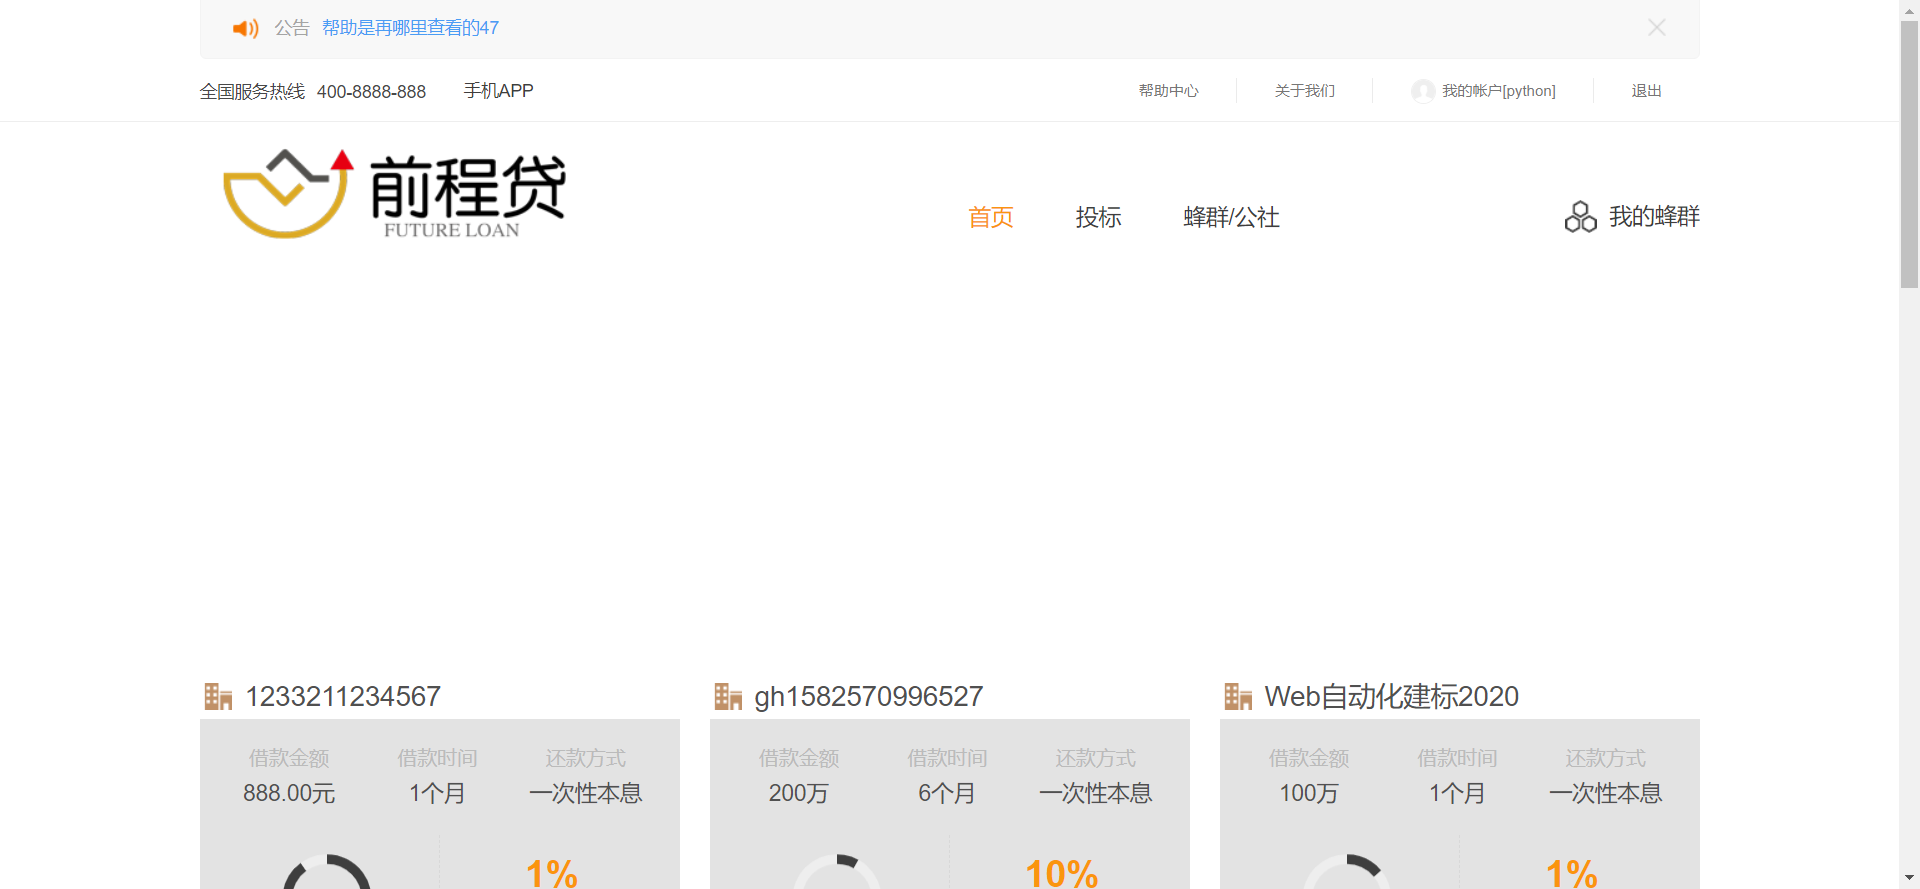 公告 帮助是再哪里查看的47
全国服务热线 400-8888-888 手机APP 帮助中心 关于我们 我的帐户[python] 退出
前程贷
FUTURE LOAN
首页 投标 蜂群/公社 我的蜂群
1233211234567 gh1582570996527 Web自动化建标2020
借款金额 借款时间 还款方式 借款金额 借款时间 还款方式 借款金额 借款时间 还款方式
888.00元 1个月 一次性本息 200万 6个月 一次性本息 100万 1个月 一次性本息
1% 10% 1%